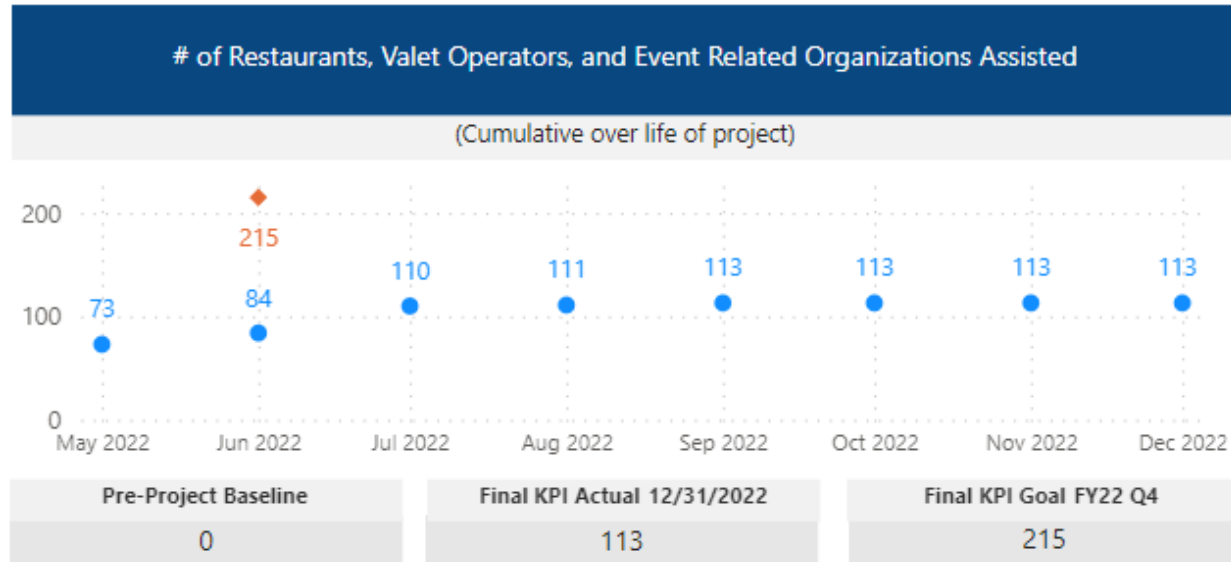 # of Restaurants, Valet Operators, and Event Related Organizations Assisted
(Cumulative over life of project)
200
215
110
111
113
113
113
113
73
84
100
0
May 2022
Jun 2022
Jul 2022
Aug 2022
Sep 2022
Oct 2022
Nov 2022
Dec 2022
Pre-Project Baseline
Final KPI Actual 12/31/2022
Final KPI Goal FY22 Q4
0
113
215